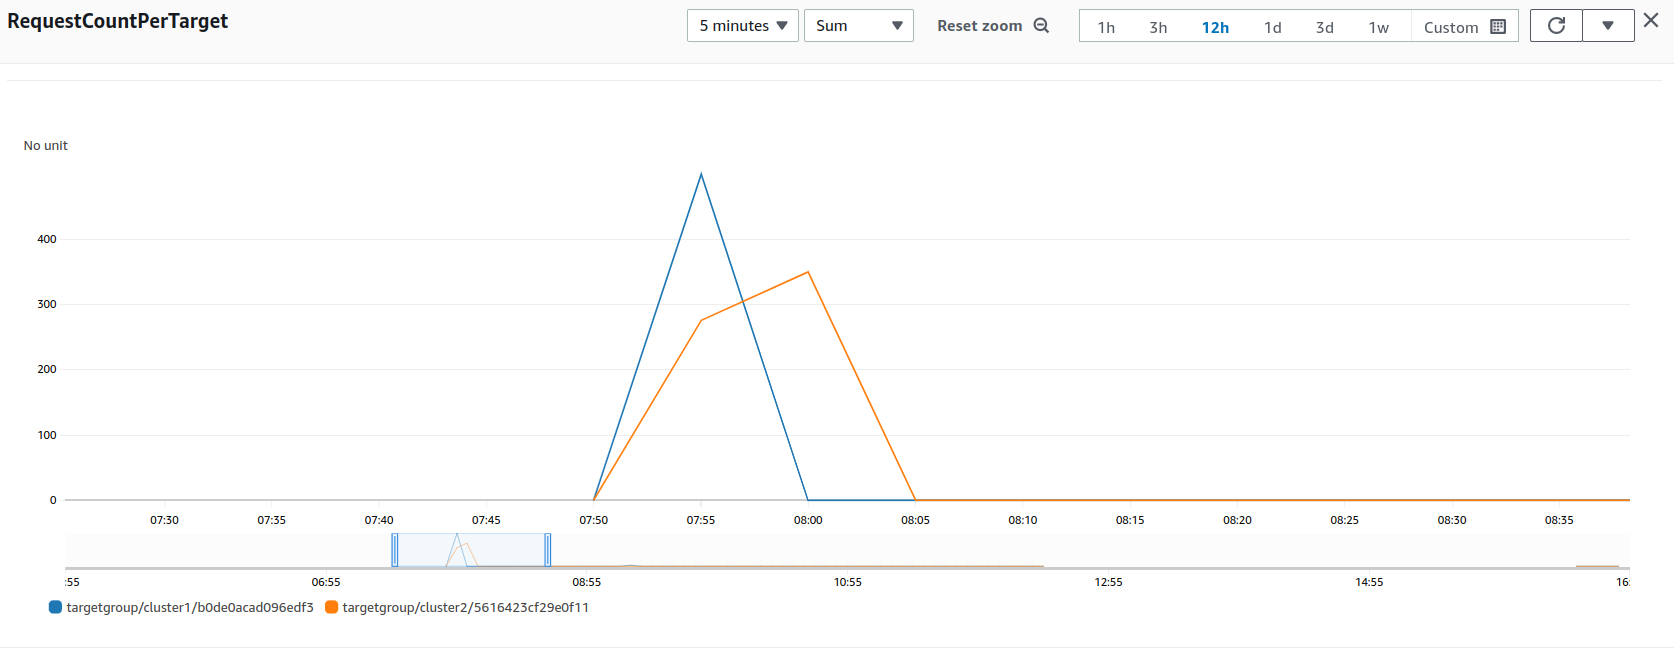 RequestCountPerTarget
5 minutes Sum Reset zoom 1h 3h 12h 1d 3d 1w Custom
No unit
400
300
200
100
0
07:30 07:35 07:40 07:45 07:50 07:55 08:00 08:05 08:10 08:15 08:20 08:25 08:30 08:35
:55 06:55 08:55 10:55 12:55 14:55 16:
targetgroup/cluster1/b0de0acad096edf3 targetgroup/cluster2/5616423cf29e0f11